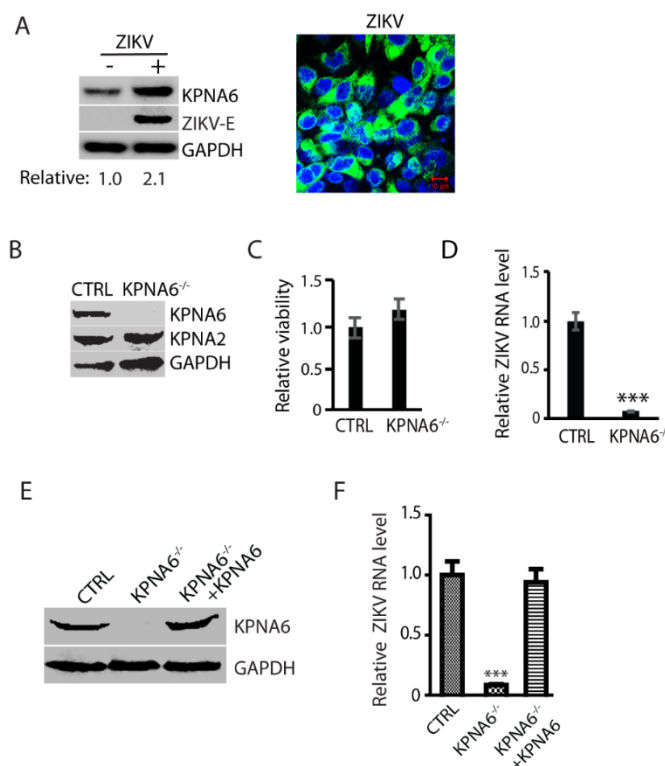 A
ZIKV
- +
KPNA6
ZIKV-E
GAPDH
Relative: 1.0 2.1
ZIKV
10 μm
B
CTRL KPNA6-/-
KPNA6
KPNA2
GAPDH
C
Relative viability
1.5
1.0
0.5
0
CTRL KPNA6-/-
D
Relative ZIKV RNA level
1.5
1.0
0.5
0
***
CTRL KPNA6-/-
E
CTRL
KPNA6-/-
KPNA6-/-
+KPNA6
KPNA6
GAPDH
F
Relative ZIKV RNA level
1.5
1.0
0.5
0
***
CTRL
KPNA6-/-
KPNA6-/-
+KPNA6